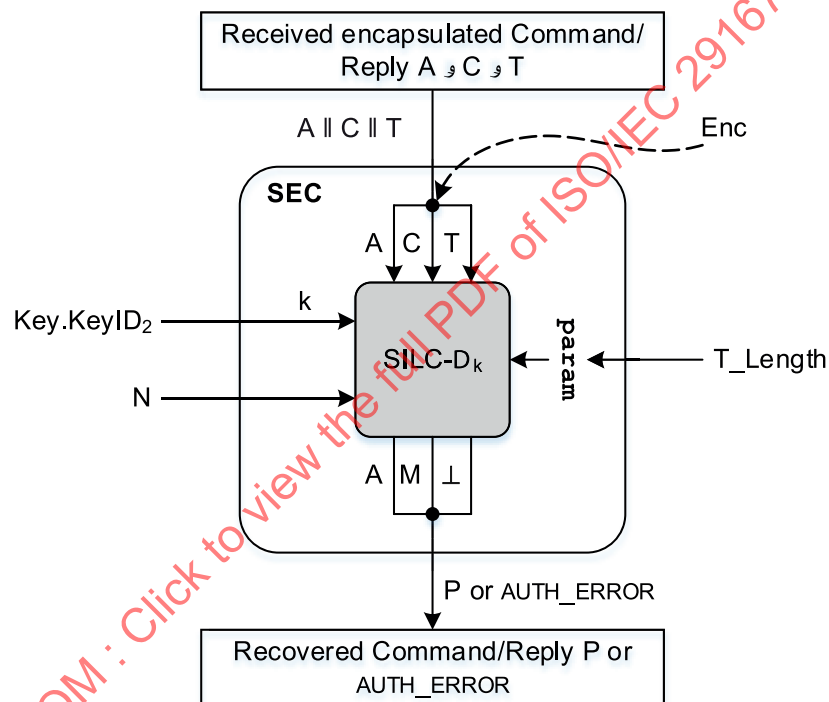 Received encapsulated Command/
Reply A و C و T
A ‖ C ‖ T
Enc
SEC
A C T
Key.KeyID₂
k
SILC-Dₖ
param
T_Length
N
A M ⊥
P or AUTH_ERROR
Recovered Command/Reply P or
AUTH_ERROR
OM : Click to view the full PDF of ISO/IEC 29167